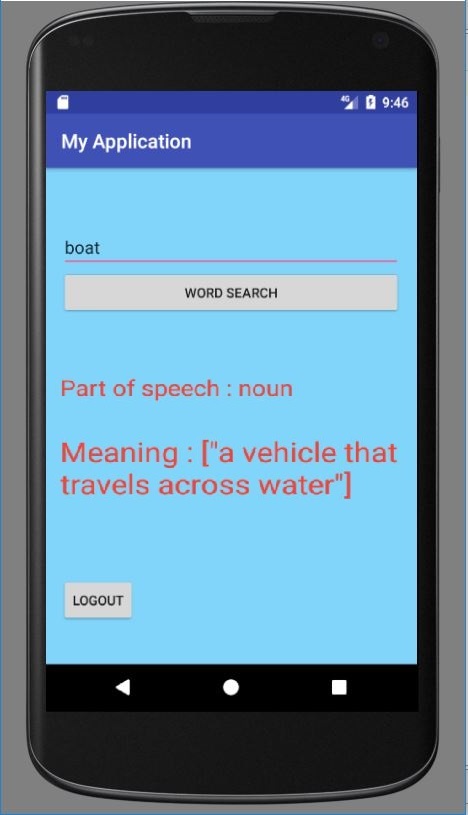 4G 9:46
My Application
boat
WORD SEARCH
Part of speech : noun
Meaning : ["a vehicle that
travels across water"]
LOGOUT